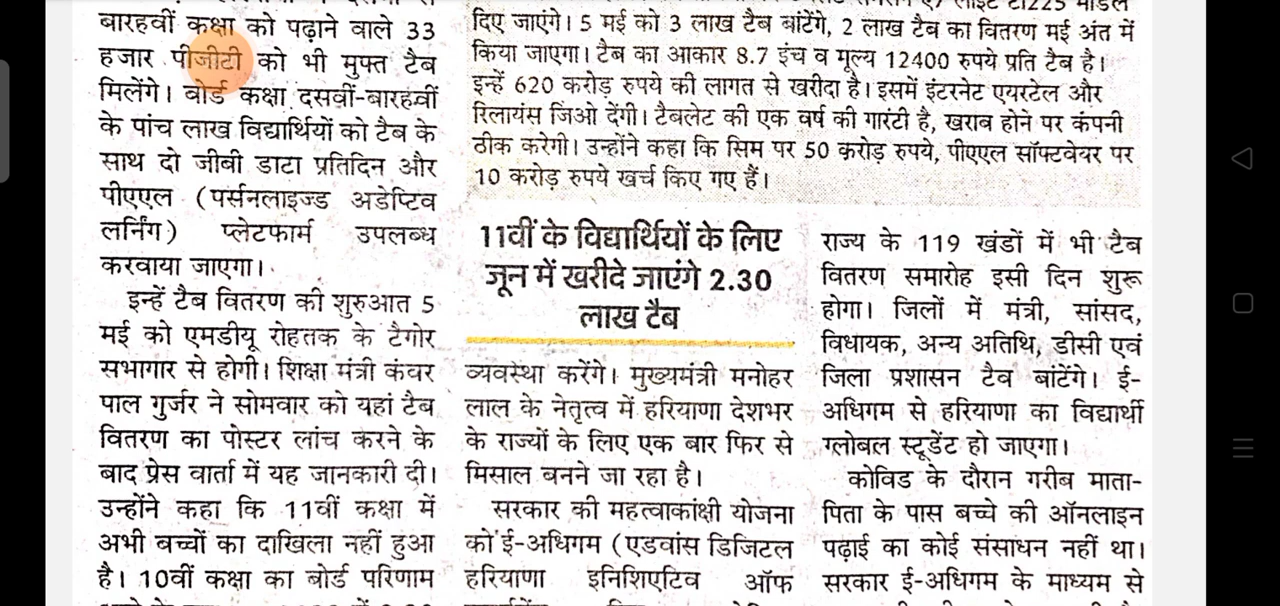 बारहवीं कक्षा को पढ़ाने वाले 33
हजार पीजीटी को भी मुफ्त टैब
मिलेंगे। वोर्ड कक्षा दसवीं-बारहवीं
के पांच लाख विद्यार्थियों को टैब के
साथ दो जीबी डाटा प्रतिदिन और
पीएएल (पर्सनलाइज्ड अडेप्टिव
लर्निंग) प्लेटफार्म उपलब्ध
करवाया जाएगा।
इन्हें टैब वितरण की शुरुआत 5
मई को एमडीयू रोहतक के टैगोर
सभागार से होगी। शिक्षा मंत्री कंवर
पाल गुर्जर ने सोमवार को यहां टैब
वितरण का पोस्टर लांच करने के
बाद प्रेस वार्ता में यह जानकारी दी।
उन्होंने कहा कि 11वीं कक्षा में
अभी बच्चों का दाखिला नहीं हुआ
है। 10वीं कक्षा का बोर्ड परिणाम
लाईट टी225 मॉडल
दिए जाएंगे। 5 मई को 3 लाख टैब बांटेंगे, 2 लाख टैब का वितरण मई अंत में
किया जाएगा। टैब का आकार 8.7 इंच व मूल्य 12400 रुपये प्रति टैब है।
इन्हें 620 करोड़ रुपये की लागत से खरीदा है। इसमें इंटरनेट एयरटेल और
रिलायंस जिओ देंगी। टैबलेट की एक वर्ष की गारंटी है, खराब होने पर कंपनी
ठीक करेगी। उन्होंने कहा कि सिम पर 50 करोड़ रुपये, पीएएल सॉफ्टवेयर पर
10 करोड़ रुपये खर्च किए गए हैं।
11वीं के विद्यार्थियों के लिए
जून में खरीदे जाएंगे 2.30
लाख टैब
व्यवस्था करेंगे। मुख्यमंत्री मनोहर
लाल के नेतृत्व में हरियाणा देशभर
के राज्यों के लिए एक बार फिर से
मिसाल बनने जा रहा है।
सरकार की महत्वाकांक्षी योजना
को ई-अधिगम (एडवांस डिजिटल
हरियाणा इनिशिएटिव ऑफ
राज्य के 119 खंडों में भी टैब
वितरण समारोह इसी दिन शुरू
होगा। जिलों में मंत्री, सांसद,
विधायक, अन्य अतिथि, डीसी एवं
जिला प्रशासन टैब बांटेंगे। ई-
अधिगम से हरियाणा का विद्यार्थी
ग्लोबल स्टूडेंट हो जाएगा।
कोविड के दौरान गरीब माता-
पिता के पास बच्चे की ऑनलाइन
पढ़ाई का कोई संसाधन नहीं था।
सरकार ई-अधिगम के माध्यम से